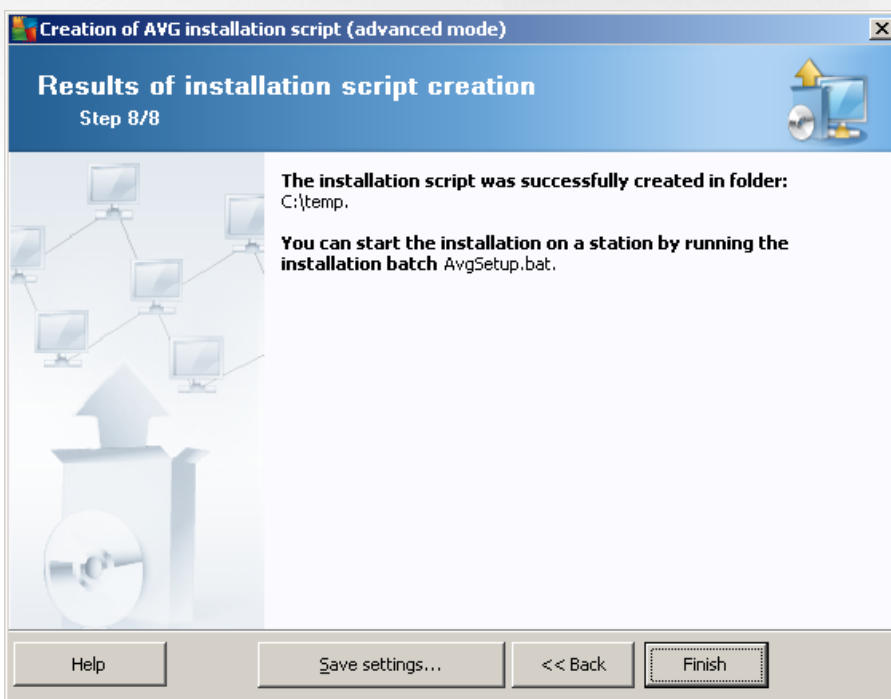 Creation of AVG installation script (advanced mode)
Results of installation script creation
Step 8/8
The installation script was successfully created in folder:
C:\temp.
You can start the installation on a station by running the
installation batch AvgSetup.bat.
Help
Save settings...
<< Back
Finish